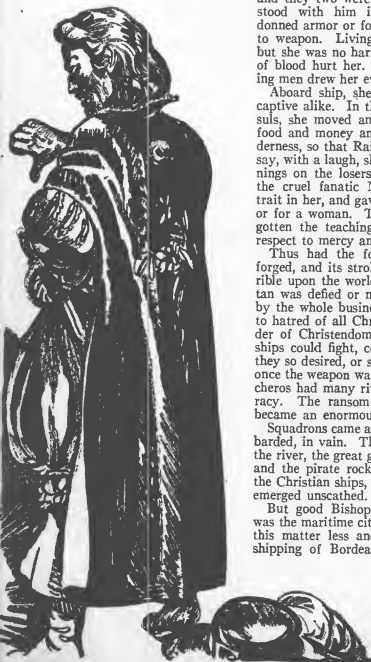 and they two were
stood with him i
donned armor or fo
to weapon. Living
but she was no har
of blood hurt her.
ing men drew her ev
Aboard ship, she
captive alike. In t
suls, she moved an
food and money an
derness, so that Rai
say, with a laugh, sl
nings on the losers
the cruel fanatic M
trait in her, and gav
or for a woman. T
gotten the teaching
respect to mercy an
Thus had the fo
forged, and its strol
rible upon the world
tan was defied or n
by the whole busine
to hatred of all Chr
der of Christendom
ships could fight, c
they so desired, or s
once the weapon wa
cheros had many ri
racy. The ransom
became an enormou
Squadrons came a
barded, in vain. Th
the river, the great g
and the pirate rock
the Christian ships,
emerged unscathed.
But good Bishop
was the maritime cit
this matter less and
shipping of Bordea